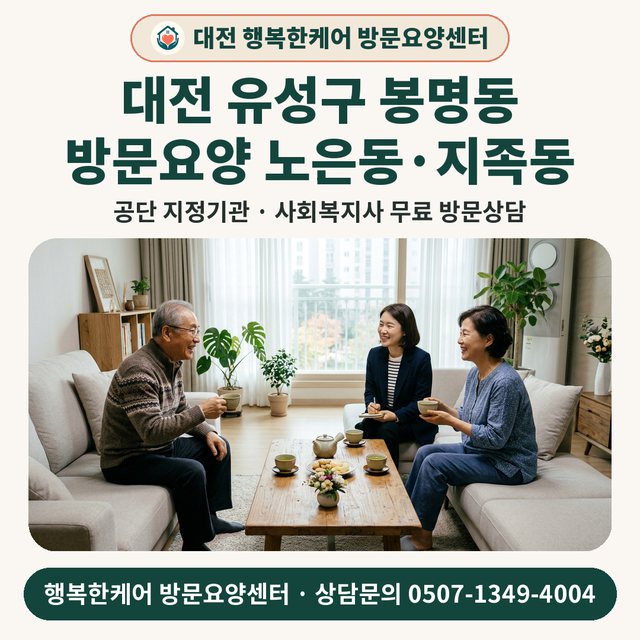 대전 행복한케어 방문요양센터
대전 유성구 봉명동
방문요양 노은동·지족동
공단 지정기관 · 사회복지사 무료 방문상담
행복한케어 방문요양센터 · 상담문의 0507-1349-4004